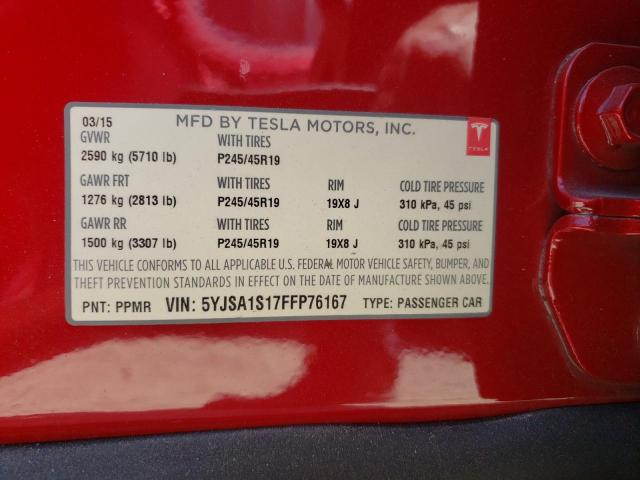 03/15 MFD BY TESLA MOTORS, INC.
GVWR WITH TIRES
2590 kg (5710 lb) P245/45R19
TESLA
GAWR FRT WITH TIRES RIM COLD TIRE PRESSURE
1276 kg (2813 lb) P245/45R19 19X8 J 310 kPa, 45 psi
GAWR RR WITH TIRES RIM COLD TIRE PRESSURE
1500 kg (3307 lb) P245/45R19 19X8 J 310 kPa, 45 psi
THIS VEHICLE CONFORMS TO ALL APPLICABLE U.S. FEDERAL MOTOR VEHICLE SAFETY, BUMPER, AND
THEFT PREVENTION STANDARDS IN EFFECT ON THE DATE OF MANUFACTURE SHOWN ABOVE.
PNT: PPMR VIN: 5YJSA1S17FFP76167 TYPE: PASSENGER CAR